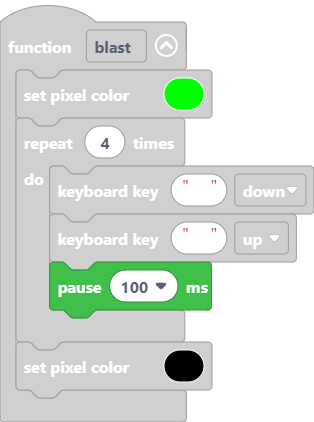 function blast
set pixel color
repeat 4 times
do
keyboard key " " down
keyboard key " " up
pause 100 ms
set pixel color